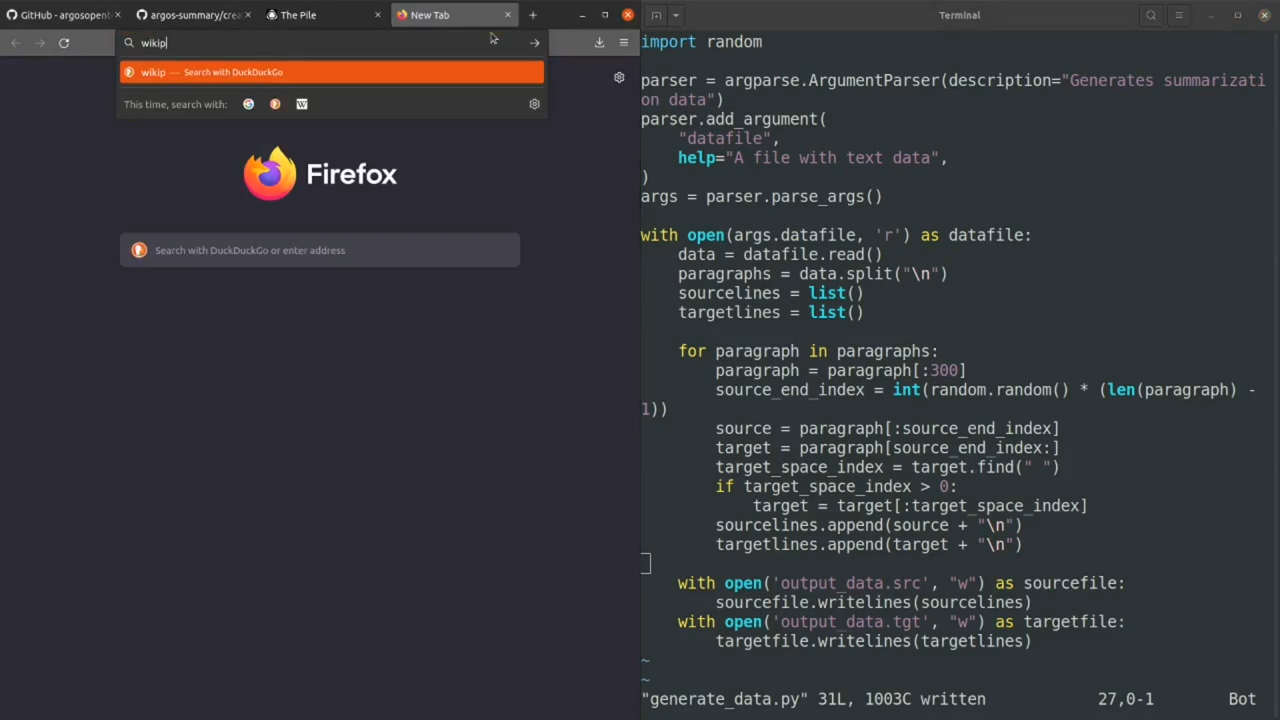 GitHub - argosopent
argos-summary/crea
The Pile
New Tab
wikip
wikip — Search with DuckDuckGo
This time, search with:
W
Firefox
Search with DuckDuckGo or enter address
Terminal
import random
parser = argparse.ArgumentParser(description="Generates summarizati
on data")
parser.add_argument(
"datafile",
help="A file with text data",
)
args = parser.parse_args()
with open(args.datafile, 'r') as datafile:
data = datafile.read()
paragraphs = data.split("\n")
sourcelines = list()
targetlines = list()
for paragraph in paragraphs:
paragraph = paragraph[:300]
source_end_index = int(random.random() * (len(paragraph) -
1))
source = paragraph[:source_end_index]
target = paragraph[source_end_index:]
target_space_index = target.find(" ")
if target_space_index > 0:
target = target[:target_space_index]
sourcelines.append(source + "\n")
targetlines.append(target + "\n")
with open('output_data.src', "w") as sourcefile:
sourcefile.writelines(sourcelines)
with open('output_data.tgt', "w") as targetfile:
targetfile.writelines(targetlines)
~
~
"generate_data.py" 31L, 1003C written 27,0-1 Bot